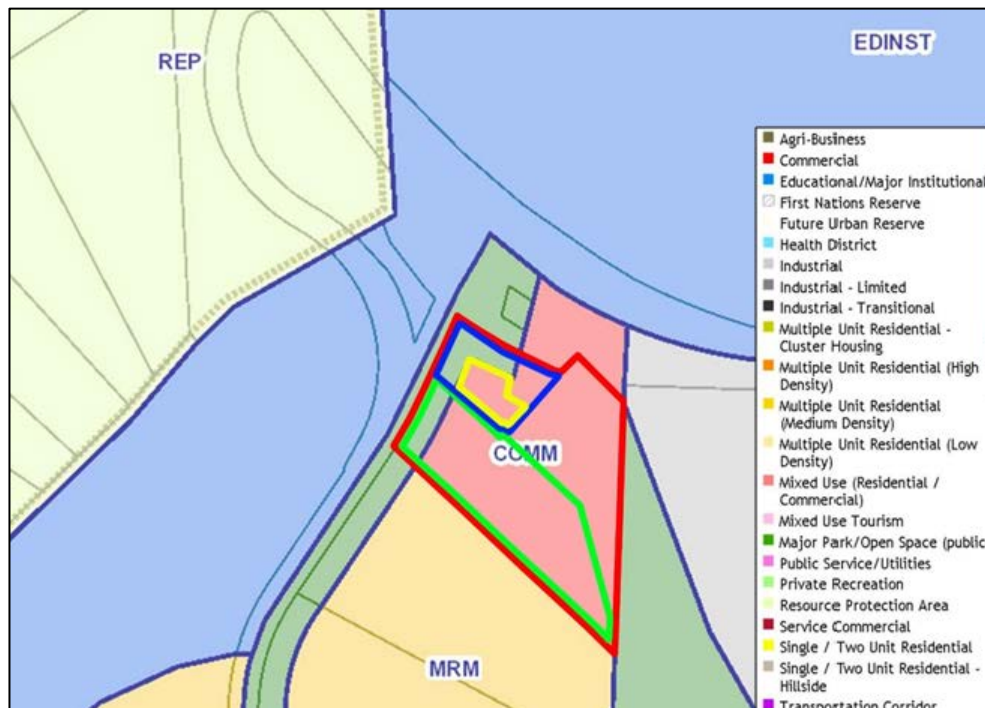 REP
EDINST
COMM
MRM
Agri-Business
Commercial
Educational/Major Institutional
First Nations Reserve
Future Urban Reserve
Health District
Industrial
Industrial - Limited
Industrial - Transitional
Multiple Unit Residential -
Cluster Housing
Multiple Unit Residential (High
Density)
Multiple Unit Residential
(Medium Density)
Multiple Unit Residential (Low
Density)
Mixed Use (Residential /
Commercial)
Mixed Use Tourism
Major Park/Open Space (public
Public Service/Utilities
Private Recreation
Resource Protection Area
Service Commercial
Single / Two Unit Residential
Single / Two Unit Residential -
Hillside
Transportation Corridor